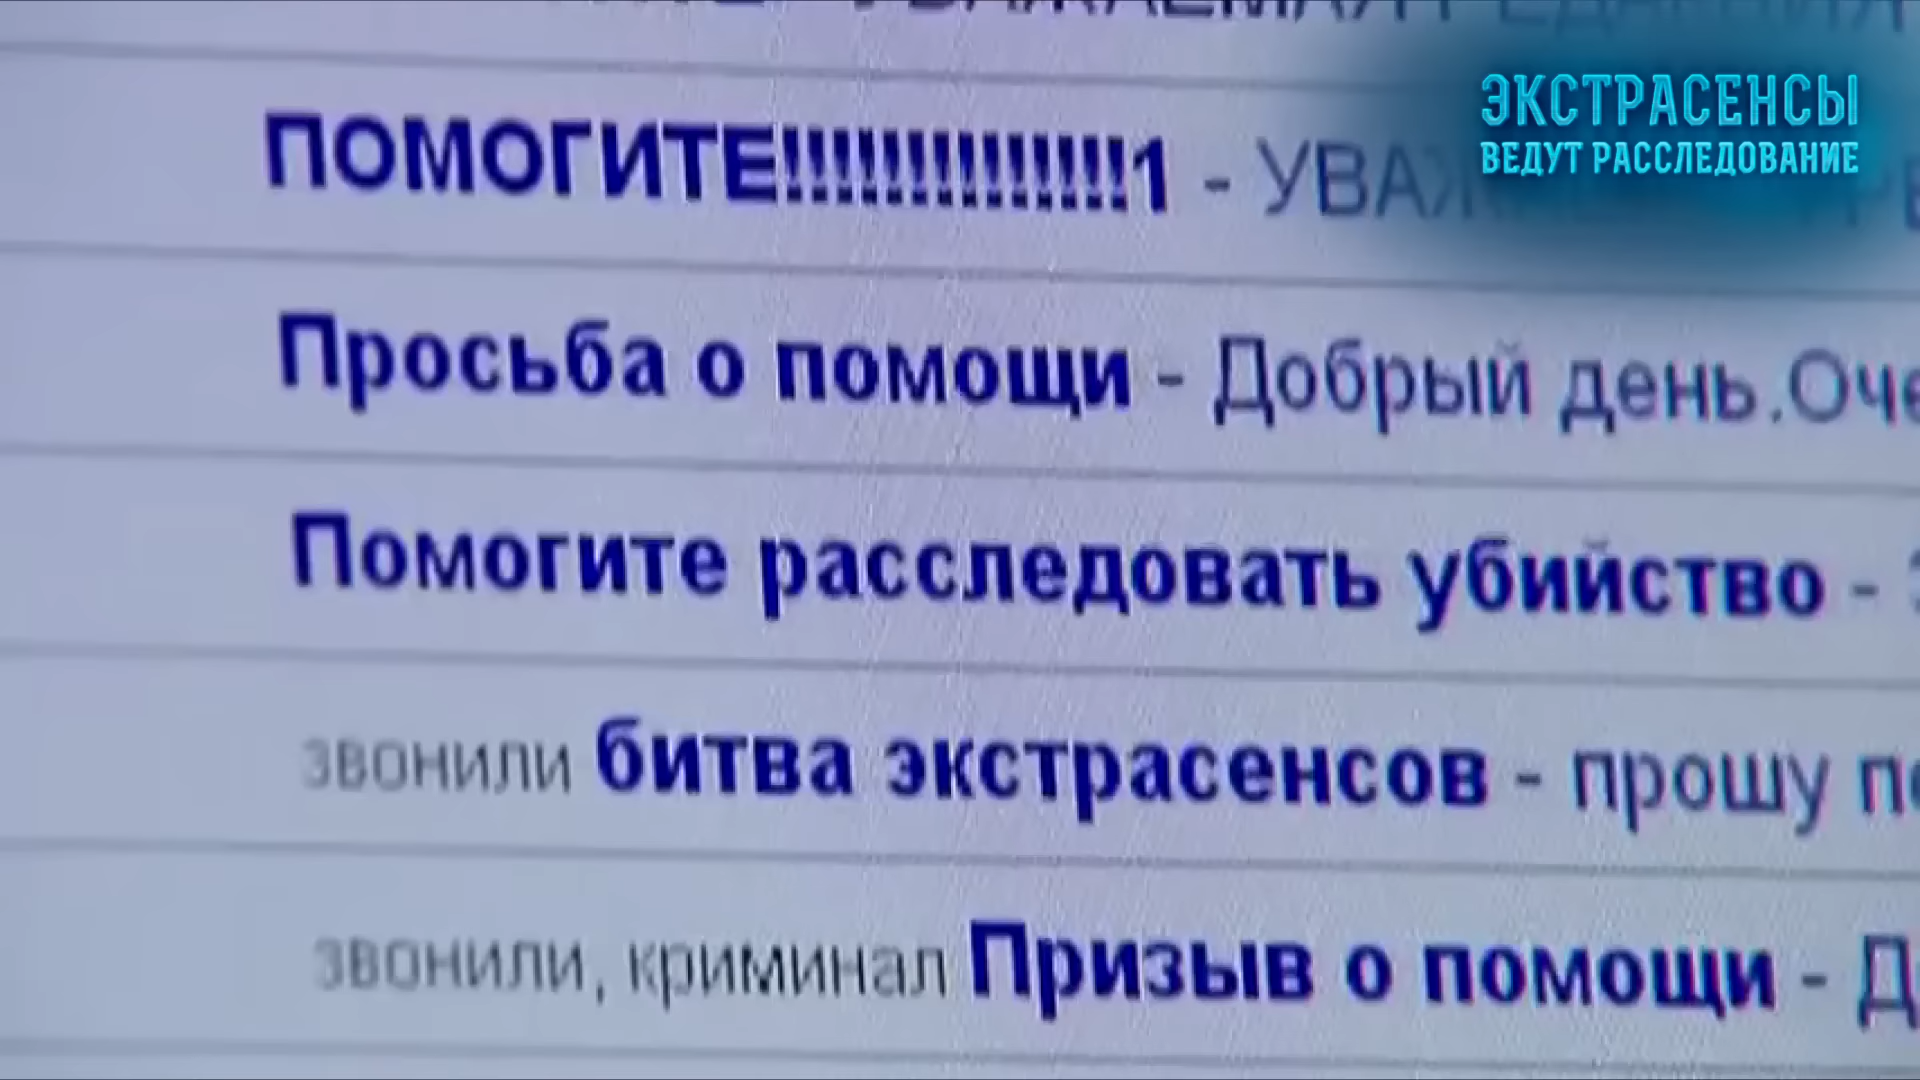 УВАЖАЕМАЯ
ЭКСТРАСЕНСЫ
ВЕДУТ РАССЛЕДОВАНИЕ
ПОМОГИТЕ!!!!!!!!!!!!!!1 -
Просьба о помощи - Добрый день.
Помогите расследовать убийство -
звонили битва экстрасенсов - прошу
звонили, криминал Призыв о помощи -